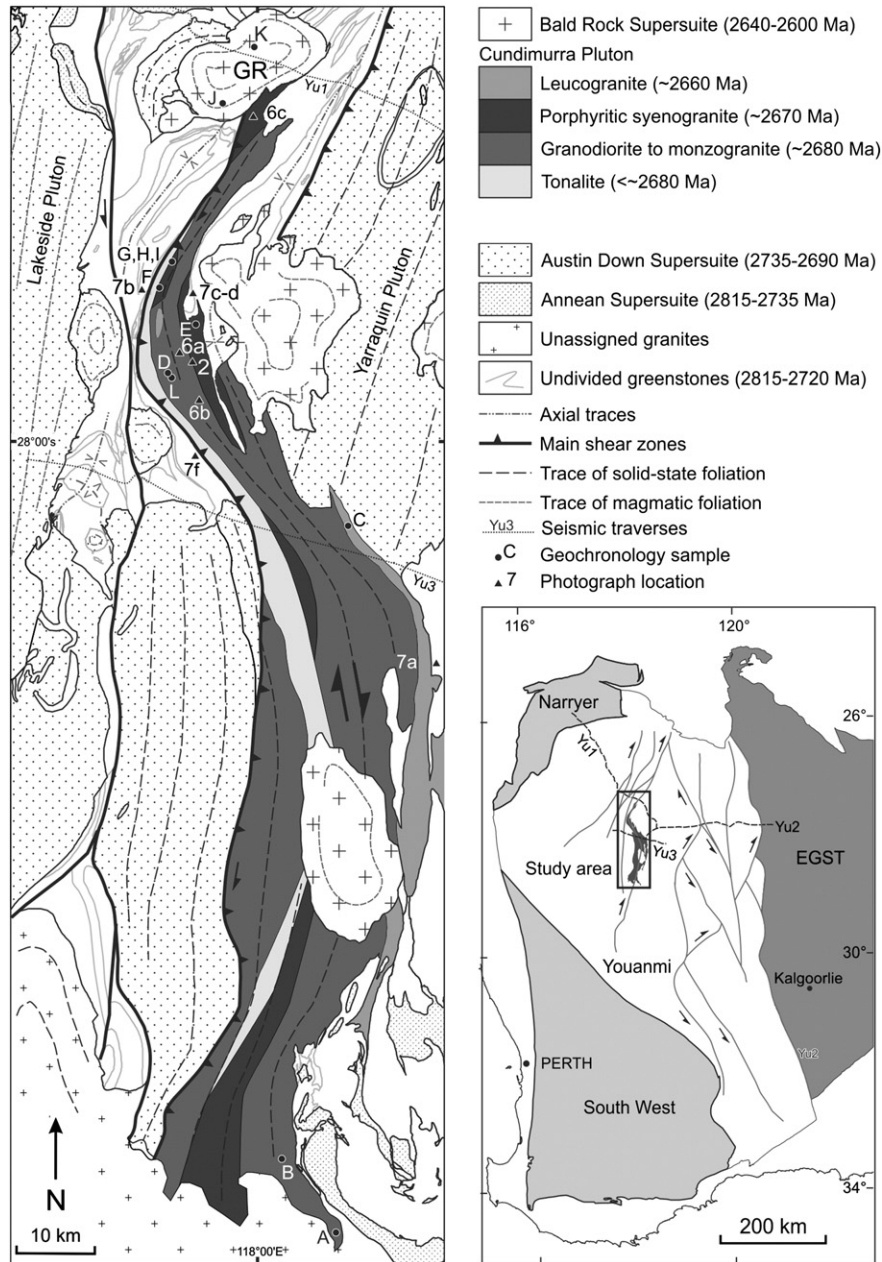 K
GR
Yu1
J
6c
Lakeside Pluton
G,H,I
F
7b
7c-d
E
6a
D
2
L
6b
Yarraquin Pluton
28°00's
7f
C
Yu3
7a
N
10 km
B
A
118°00'E
Bald Rock Supersuite (2640-2600 Ma)
Cundimurra Pluton
Leucogranite (~2660 Ma)
Porphyritic syenogranite (~2670 Ma)
Granodiorite to monzogranite (~2680 Ma)
Tonalite (<~2680 Ma)
Austin Down Supersuite (2735-2690 Ma)
Annean Supersuite (2815-2735 Ma)
Unassigned granites
Undivided greenstones (2815-2720 Ma)
Axial traces
Main shear zones
Trace of solid-state foliation
Trace of magmatic foliation
Yu3 Seismic traverses
C Geochronology sample
7 Photograph location
116° 120°
Narryer
26°
Yu1
Yu2
Yu3
Study area
EGST
30°
Youanmi
Kalgoorlie
Yu2
PERTH
South West
34°
200 km